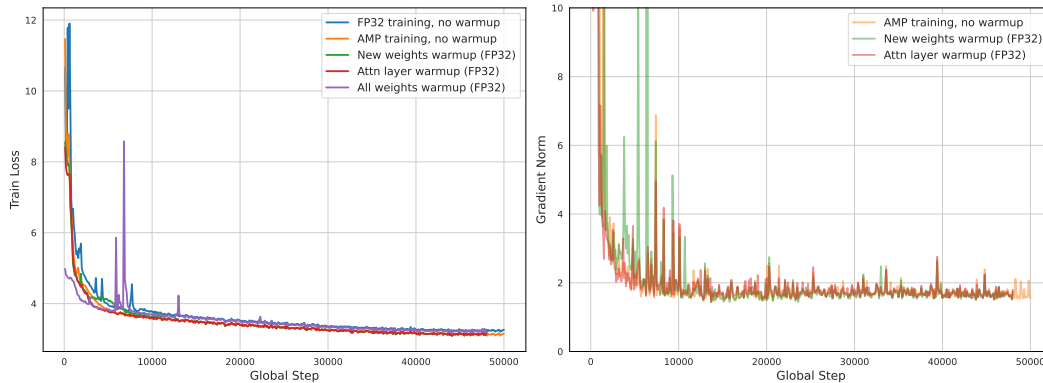 12
10
8
6
4
Train Loss
0
10000
20000
30000
40000
50000
Global Step
FP32 training, no warmup
AMP training, no warmup
New weights warmup (FP32)
Attn layer warmup (FP32)
All weights warmup (FP32)
10
8
6
4
2
0
Gradient Norm
0
10000
20000
30000
40000
50000
Global Step
AMP training, no warmup
New weights warmup (FP32)
Attn layer warmup (FP32)